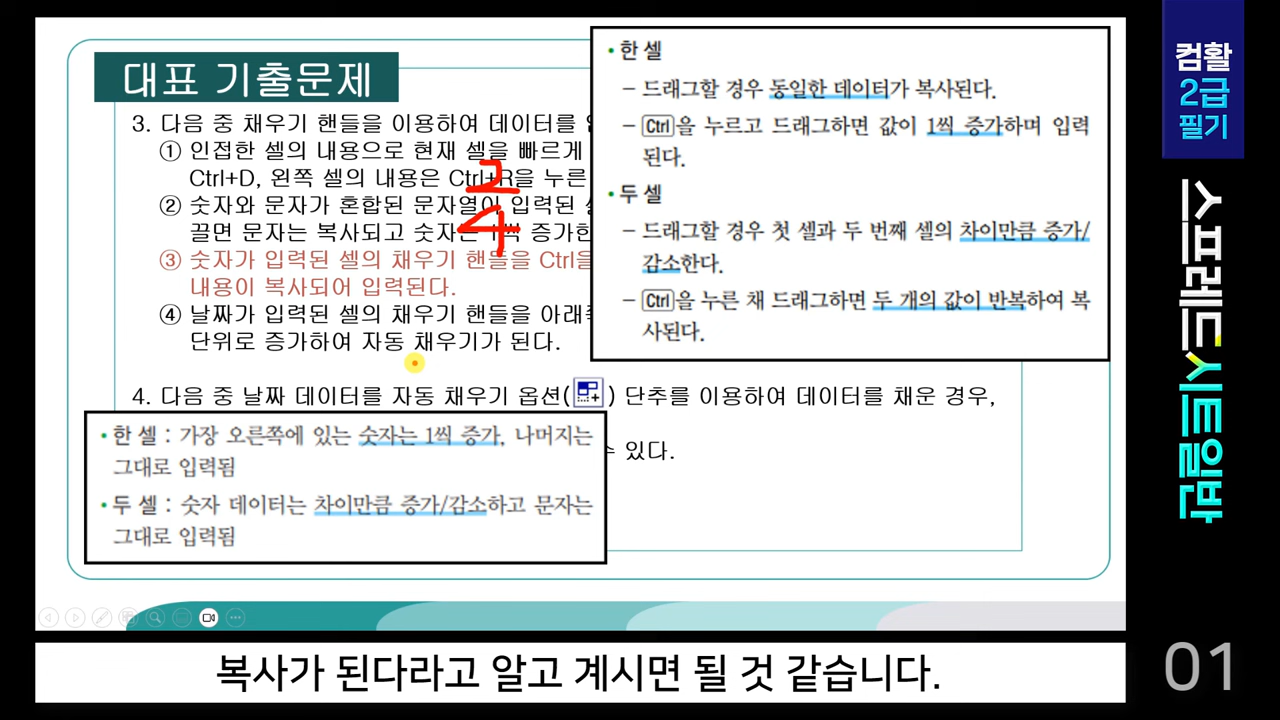 대표 기출문제
3. 다음 중 채우기 핸들을 이용하여 데이터를
① 인접한 셀의 내용으로 현재 셀을 빠르게
Ctrl+D, 왼쪽 셀의 내용은 Ctrl+R을 누른
② 숫자와 문자가 혼합된 문자열이 입력된
끌면 문자는 복사되고 숫자는 1씩 증가한
③ 숫자가 입력된 셀의 채우기 핸들을 Ctrl을
내용이 복사되어 입력된다.
④ 날짜가 입력된 셀의 채우기 핸들을 아래쪽
단위로 증가하여 자동 채우기가 된다.
2
4
• 한 셀
– 드래그할 경우 동일한 데이터가 복사된다.
– Ctrl을 누르고 드래그하면 값이 1씩 증가하며 입력
된다.
• 두 셀
– 드래그할 경우 첫 셀과 두 번째 셀의 차이만큼 증가/
감소한다.
– Ctrl을 누른 채 드래그하면 두 개의 값이 반복하여 복
사된다.
4. 다음 중 날짜 데이터를 자동 채우기 옵션( ) 단추를 이용하여 데이터를 채운 경우,
있다.
• 한 셀 : 가장 오른쪽에 있는 숫자는 1씩 증가, 나머지는
그대로 입력됨
• 두 셀 : 숫자 데이터는 차이만큼 증가/감소하고 문자는
그대로 입력됨
복사가 된다라고 알고 계시면 될 것 같습니다.
컴활
2급
필기
스프레드시트일반
01